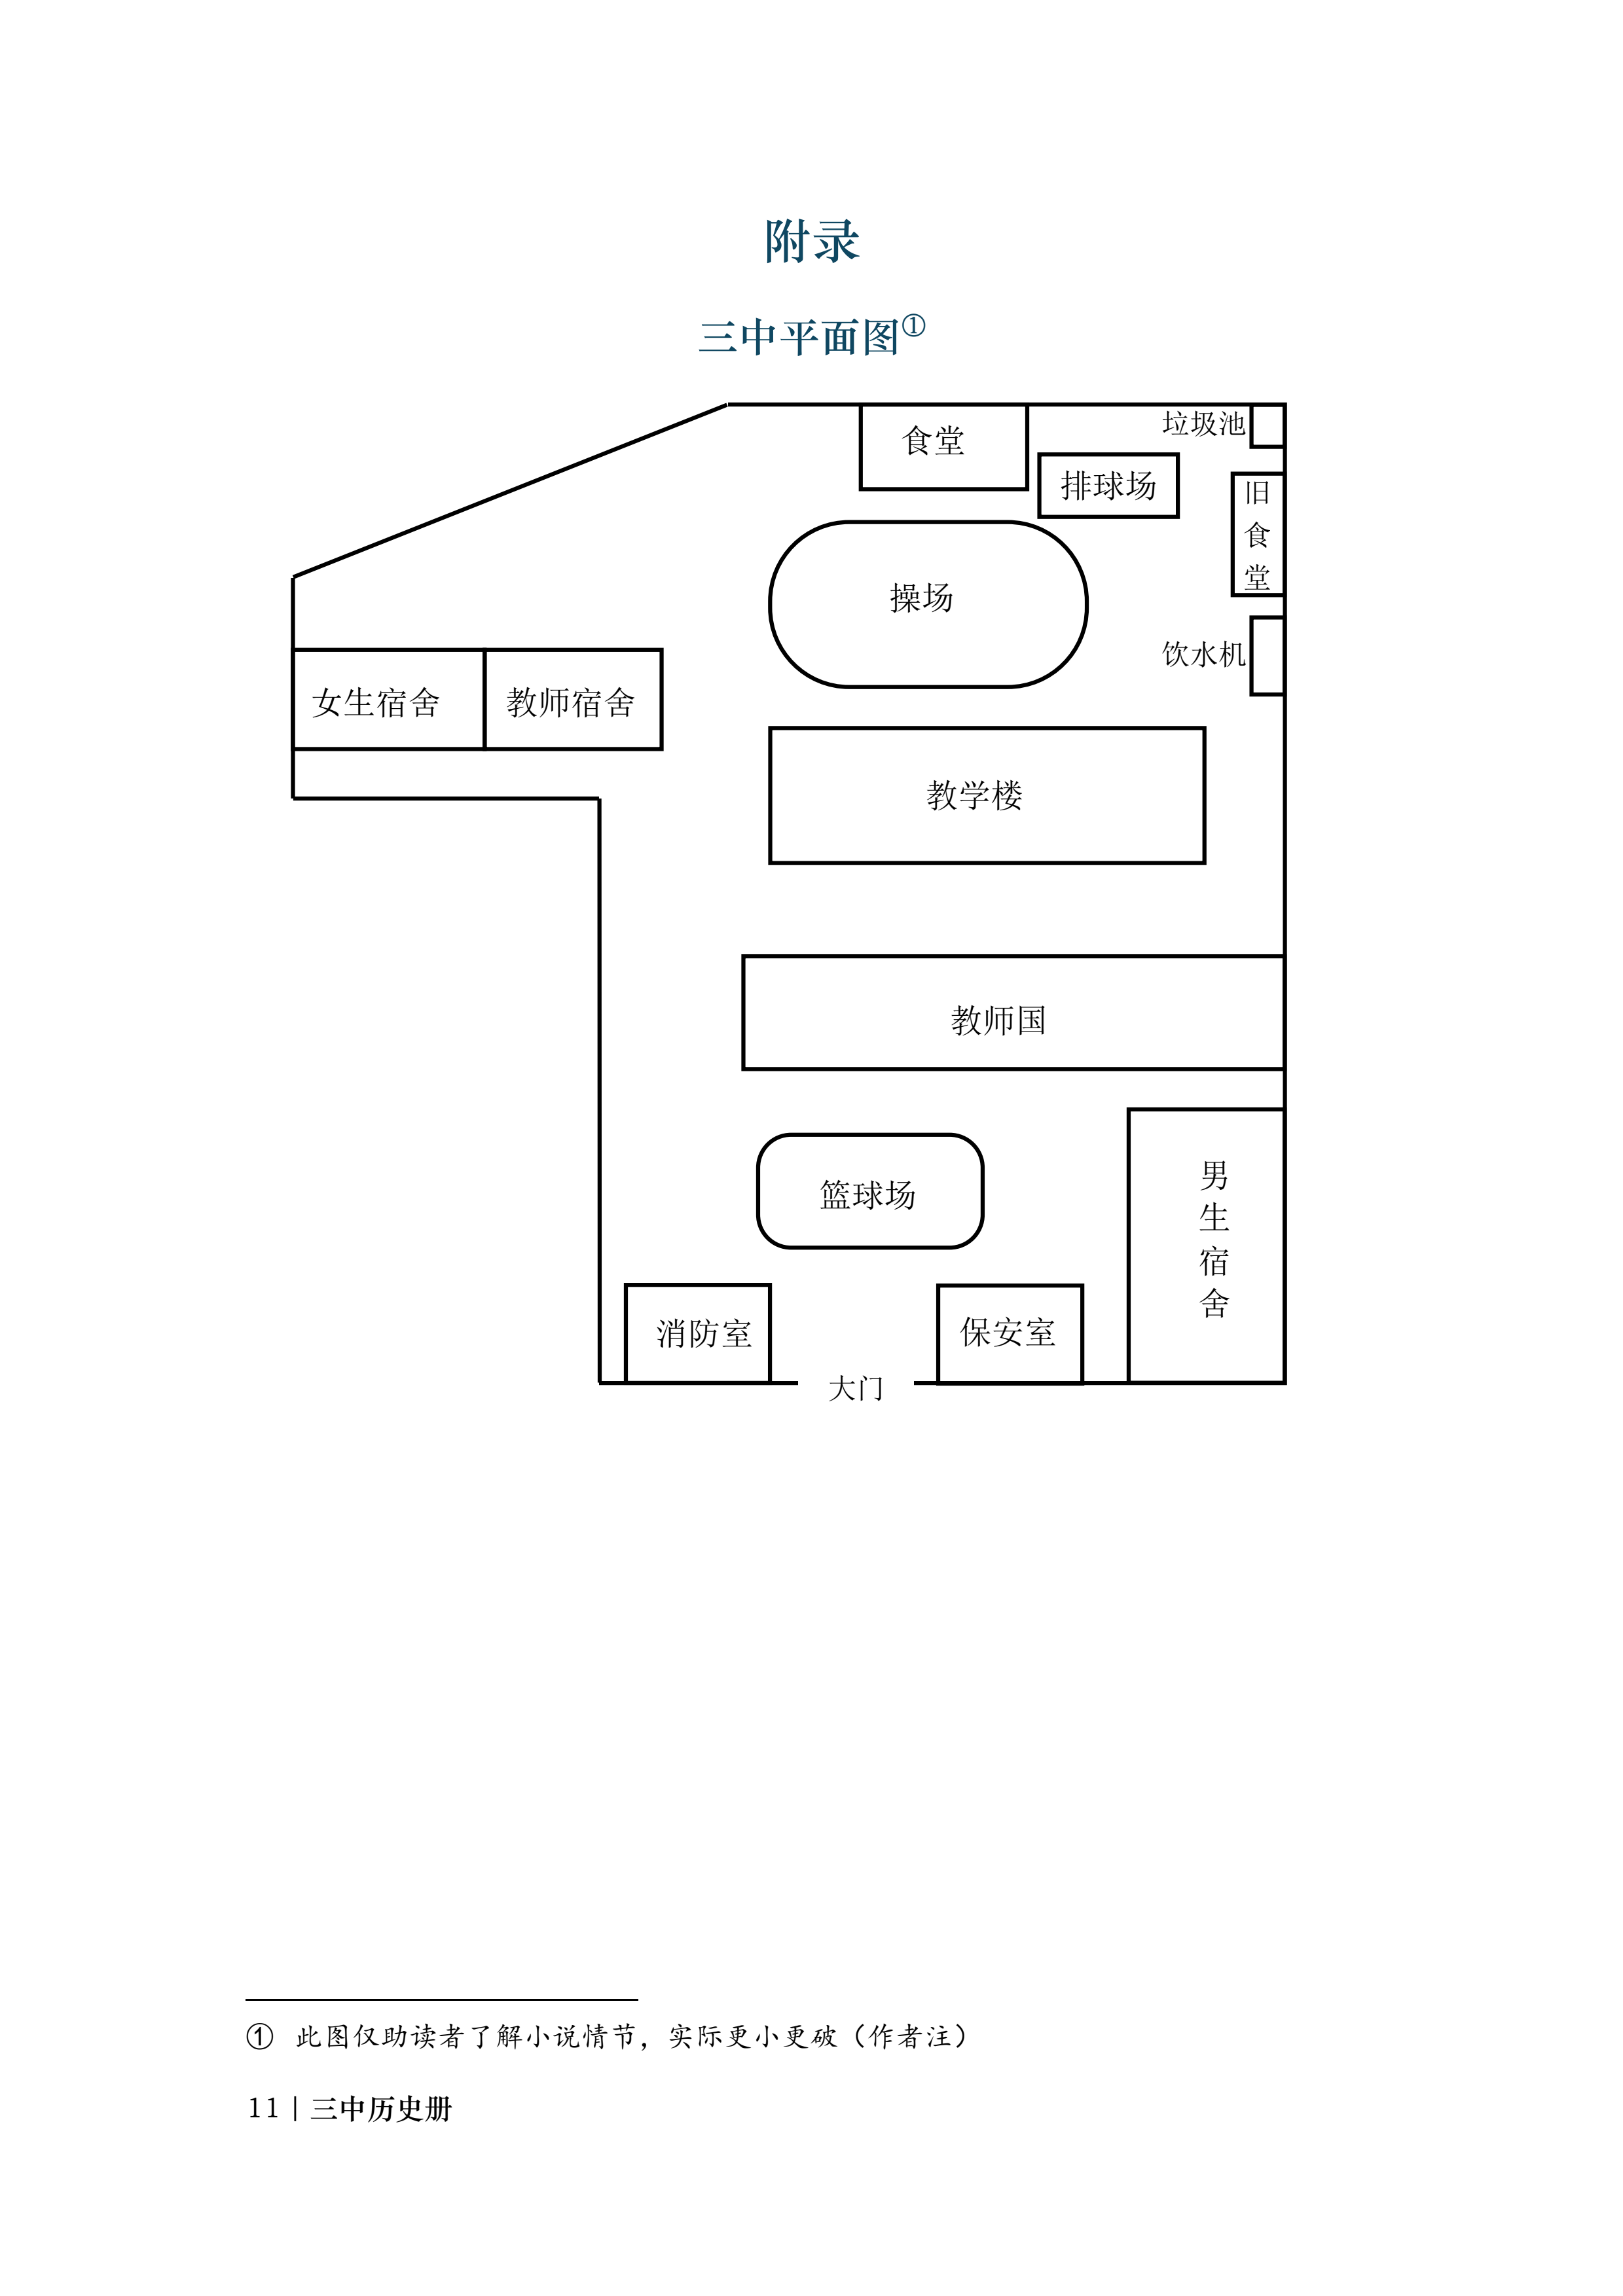 附录
三中平面图①
食堂
垃圾池
排球场
旧食堂
操场
饮水机
女生宿舍
教师宿舍
教学楼
教师国
篮球场
男生宿舍
消防室
保安室
大门
① 此图仅助读者了解小说情节，实际更小更破（作者注）
11 | 三中历史册